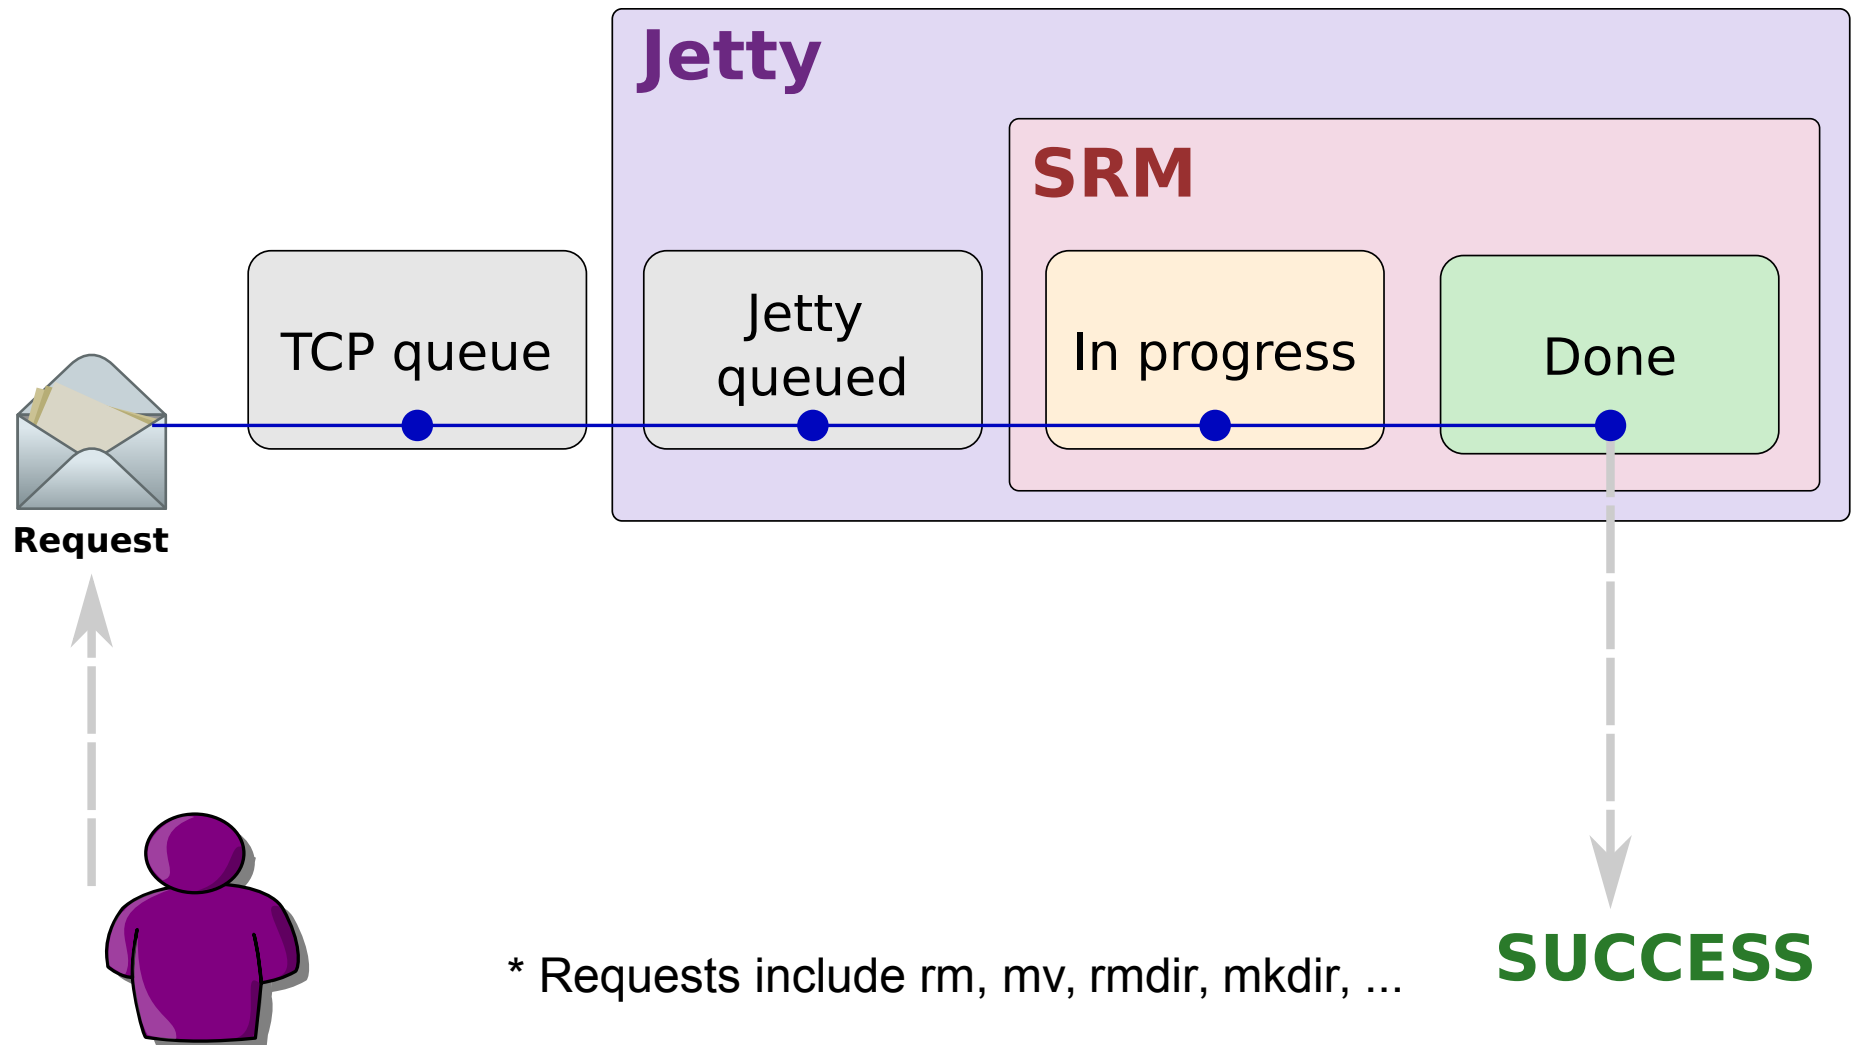 Jetty
SRM
TCP queue
Jetty
queued
In progress
Done
Request
* Requests include rm, mv, rmdir, mkdir, ...
SUCCESS